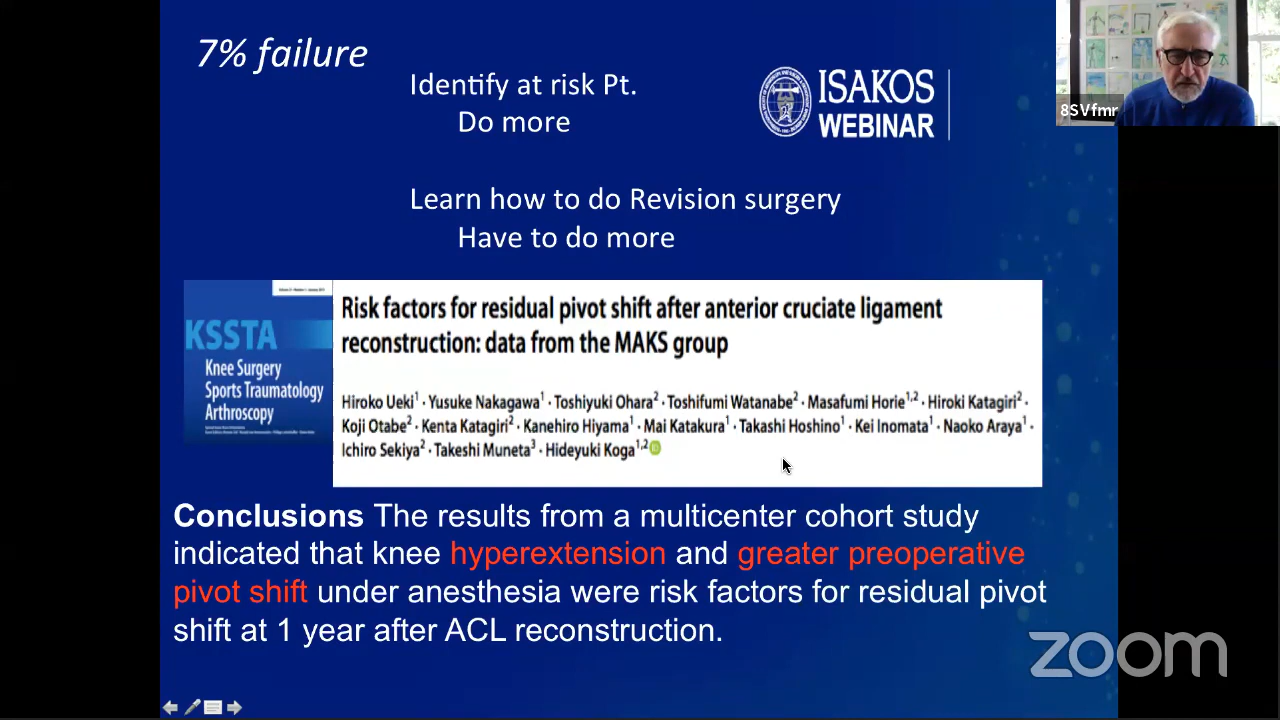 7% failure
Identify at risk Pt.
Do more
ISAKOS
WEBINAR
8SVfmr
Learn how to do Revision surgery
Have to do more
KSSTA
Knee Surgery
Sports Traumatology
Arthroscopy
Risk factors for residual pivot shift after anterior cruciate ligament
reconstruction: data from the MAKS group
Hiroko Ueki1 · Yusuke Nakagawa1 · Toshiyuki Ohara2 · Toshifumi Watanabe2 · Masafumi Horie1,2 · Hiroki Katagiri2 ·
Koji Otabe2 · Kenta Katagiri2 · Kanehiro Hiyama1 · Mai Katakura1 · Takashi Hoshino1 · Kei Inomata1 · Naoko Araya1 ·
Ichiro Sekiya2 · Takeshi Muneta3 · Hideyuki Koga1,2
Conclusions The results from a multicenter cohort study
indicated that knee hyperextension and greater preoperative
pivot shift under anesthesia were risk factors for residual pivot
shift at 1 year after ACL reconstruction.
zoom